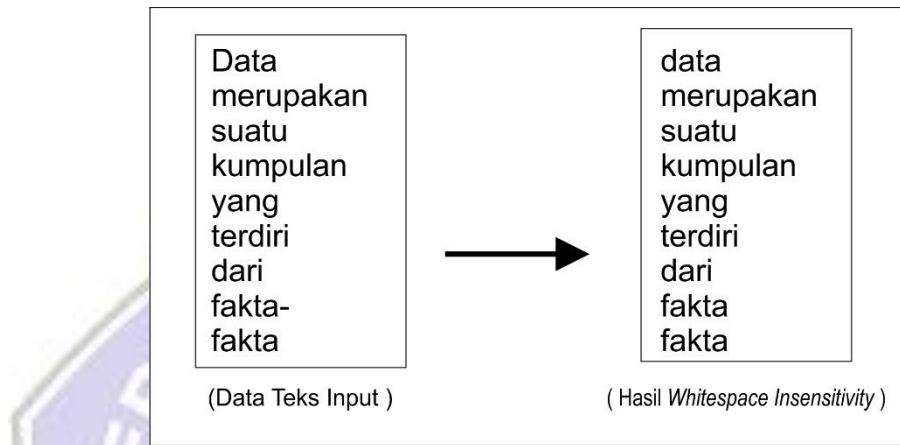 Data
merupakan
suatu
kumpulan
yang
terdiri
dari
fakta-
fakta
(Data Teks Input )
data
merupakan
suatu
kumpulan
yang
terdiri
dari
fakta
fakta
( Hasil Whitespace Insensitivity )